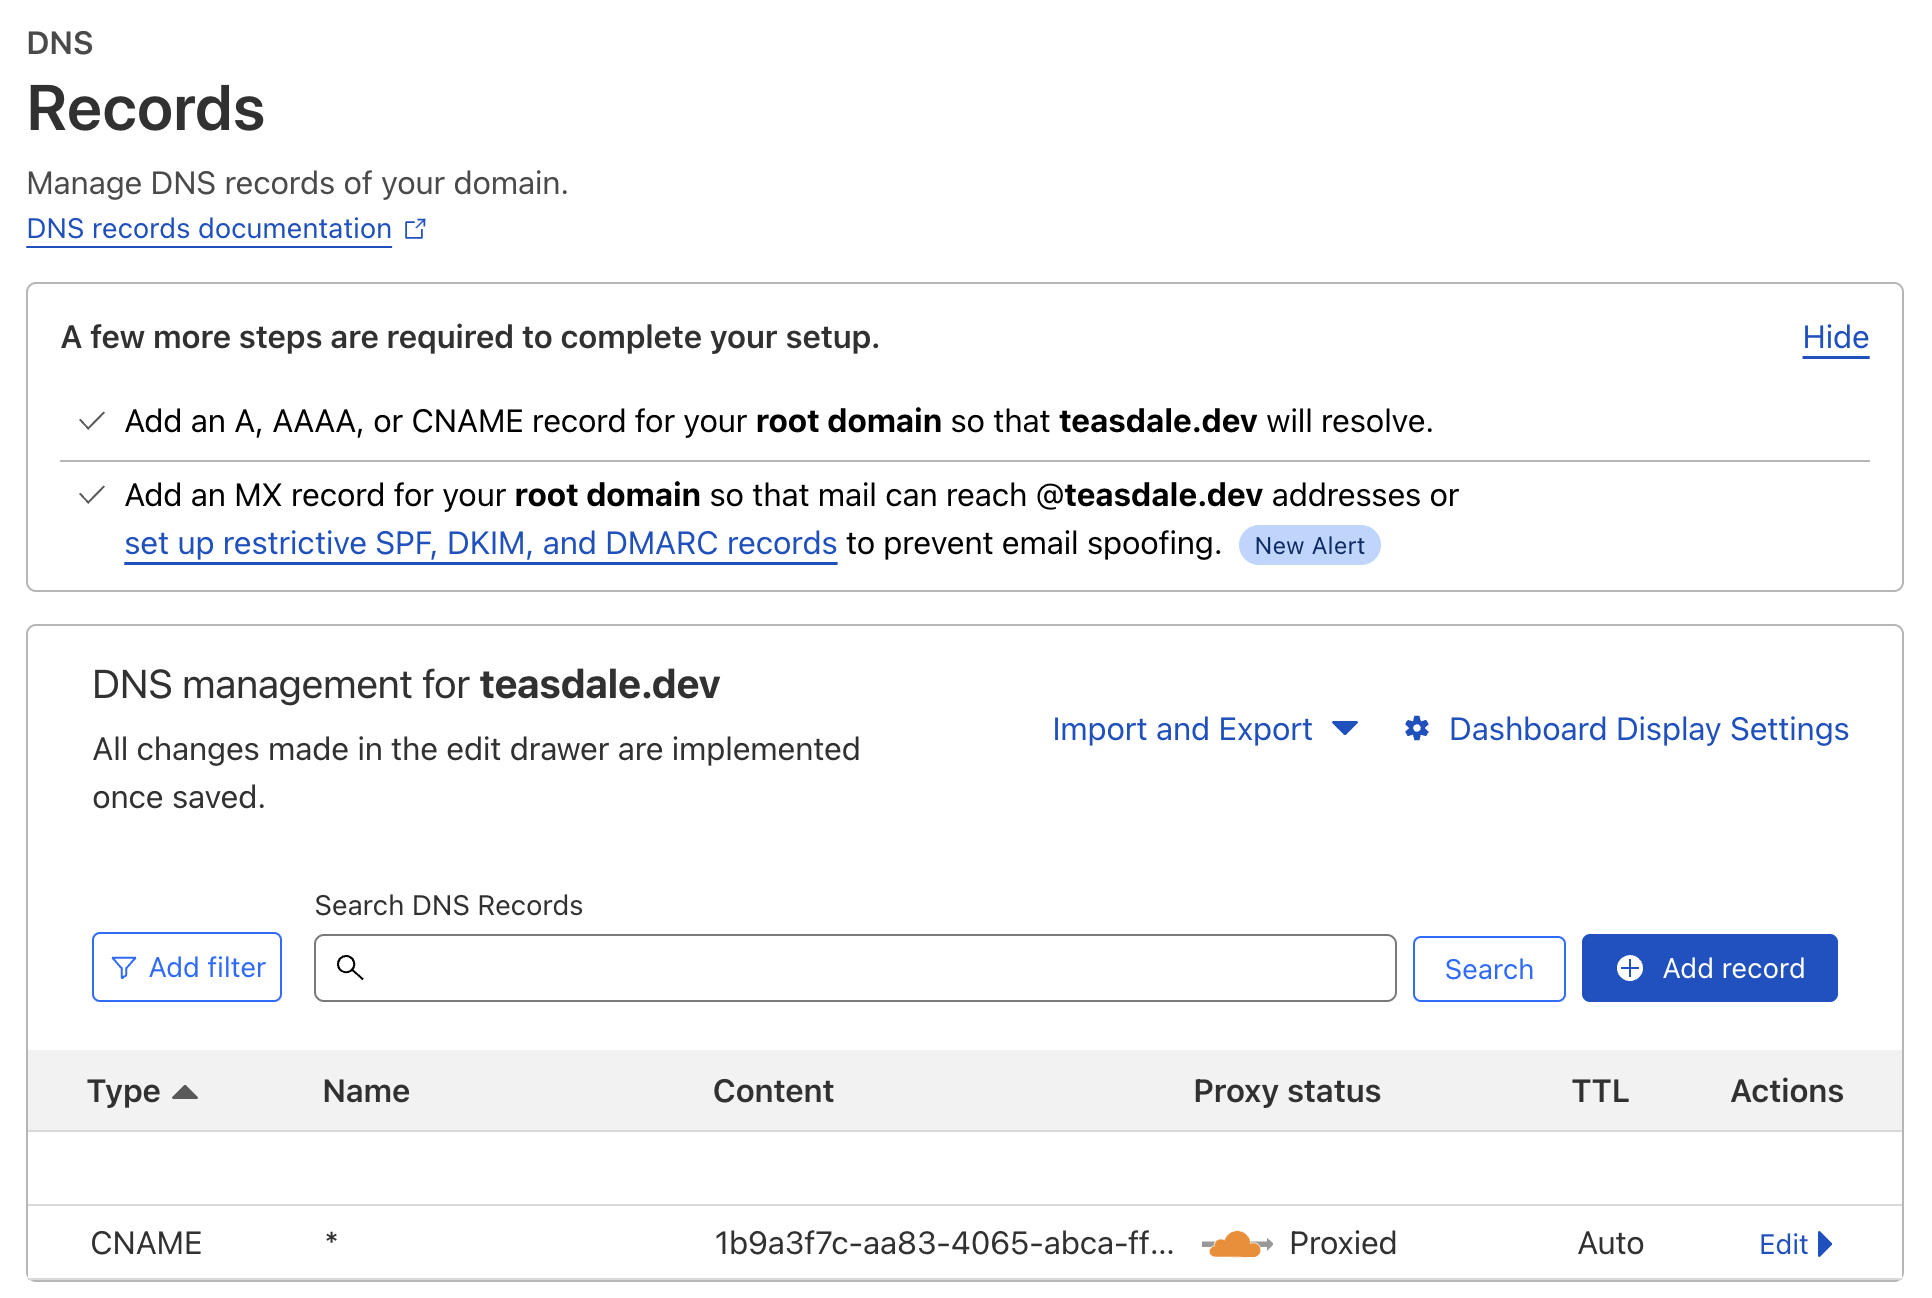 DNS
Records
Manage DNS records of your domain.
DNS records documentation
A few more steps are required to complete your setup.
Hide
Add an A, AAAA, or CNAME record for your root domain so that teasdale.dev will resolve.
Add an MX record for your root domain so that mail can reach @teasdale.dev addresses or
set up restrictive SPF, DKIM, and DMARC records to prevent email spoofing. New Alert
DNS management for teasdale.dev
All changes made in the edit drawer are implemented
once saved.
Import and Export
Dashboard Display Settings
Search DNS Records
Add filter
Search
Add record
Type Name Content Proxy status TTL Actions
CNAME * 1b9a3f7c-aa83-4065-abca-ff... Proxied Auto Edit